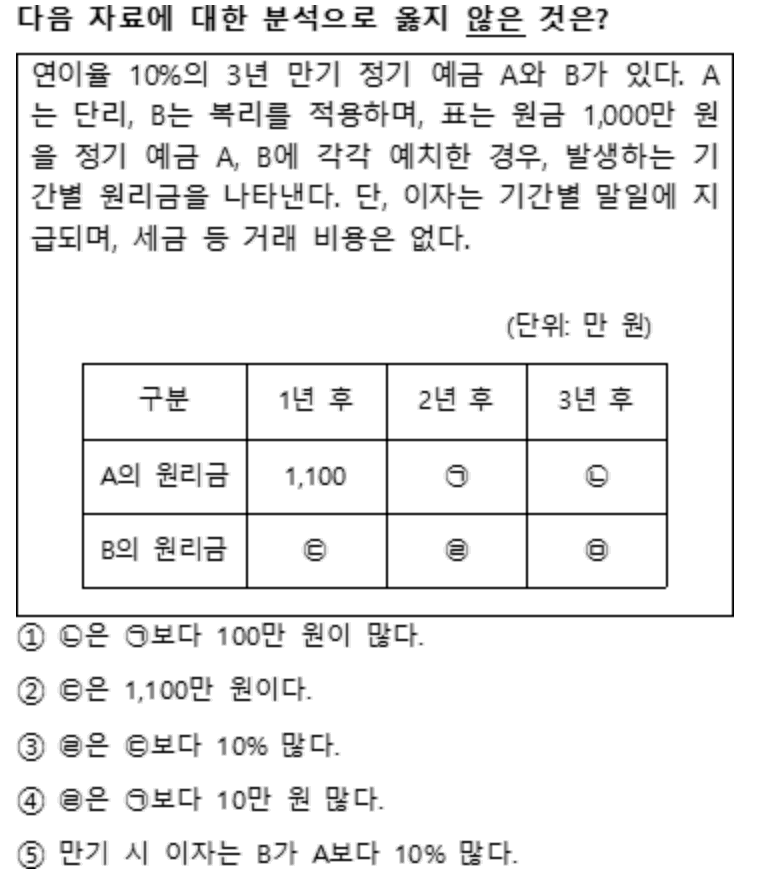 다음 자료에 대한 분석으로 옳지 않은 것은?
연이율 10%의 3년 만기 정기 예금 A와 B가 있다. A
는 단리, B는 복리를 적용하며, 표는 원금 1,000만 원
을 정기 예금 A, B에 각각 예치한 경우, 발생하는 기
간별 원리금을 나타낸다. 단, 이자는 기간별 말일에 지
급되며, 세금 등 거래 비용은 없다.
(단위: 만 원)
구분 1년 후 2년 후 3년 후
A의 원리금 1,100 ㉠ ㉡
B의 원리금 ㉢ ㉣ ㉤
① ㉡은 ㉠보다 100만 원이 많다.
② ㉢은 1,100만 원이다.
③ ㉣은 ㉢보다 10% 많다.
④ ㉣은 ㉠보다 10만 원 많다.
⑤ 만기 시 이자는 B가 A보다 10% 많다.